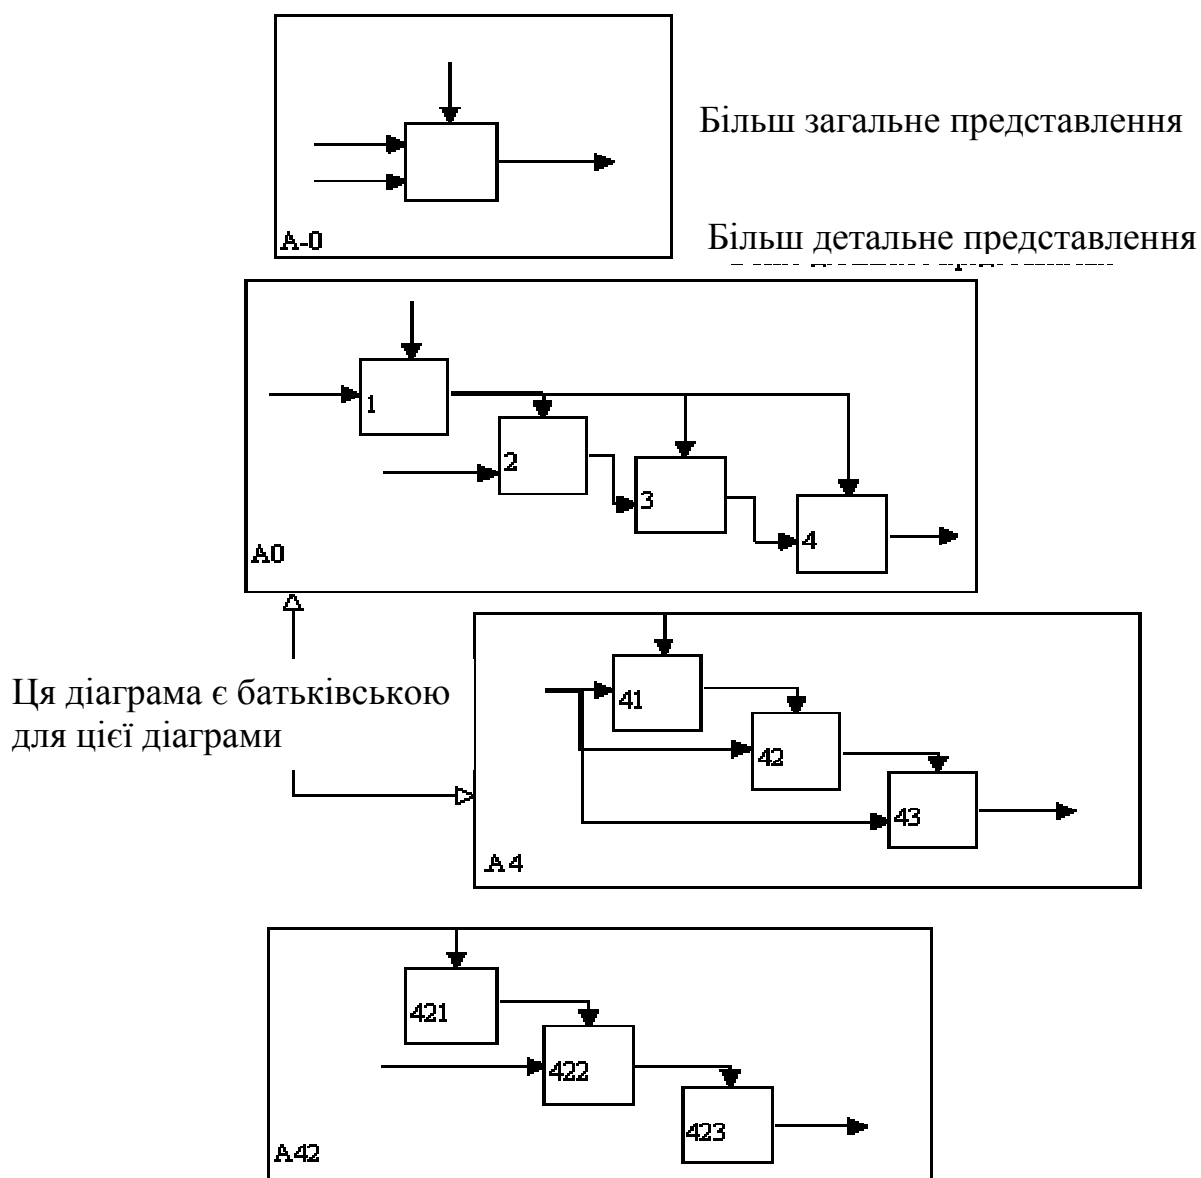 Більш загальне представлення
A-0
Більш детальне представлення
1
2
3
4
A0
Ця діаграма є батьківською
для цієї діаграми
41
42
43
A4
421
422
423
A42